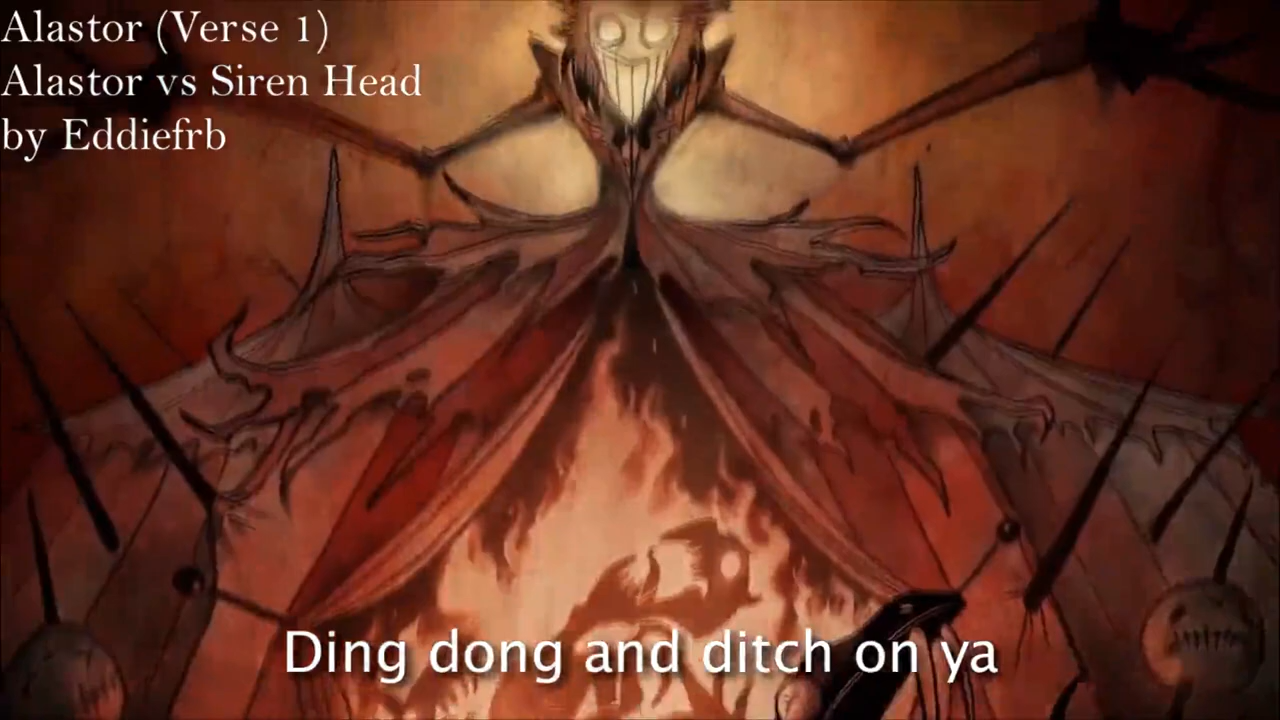 Alastor (Verse 1)
Alastor vs Siren Head
by Eddiefrb
Ding dong and ditch on ya